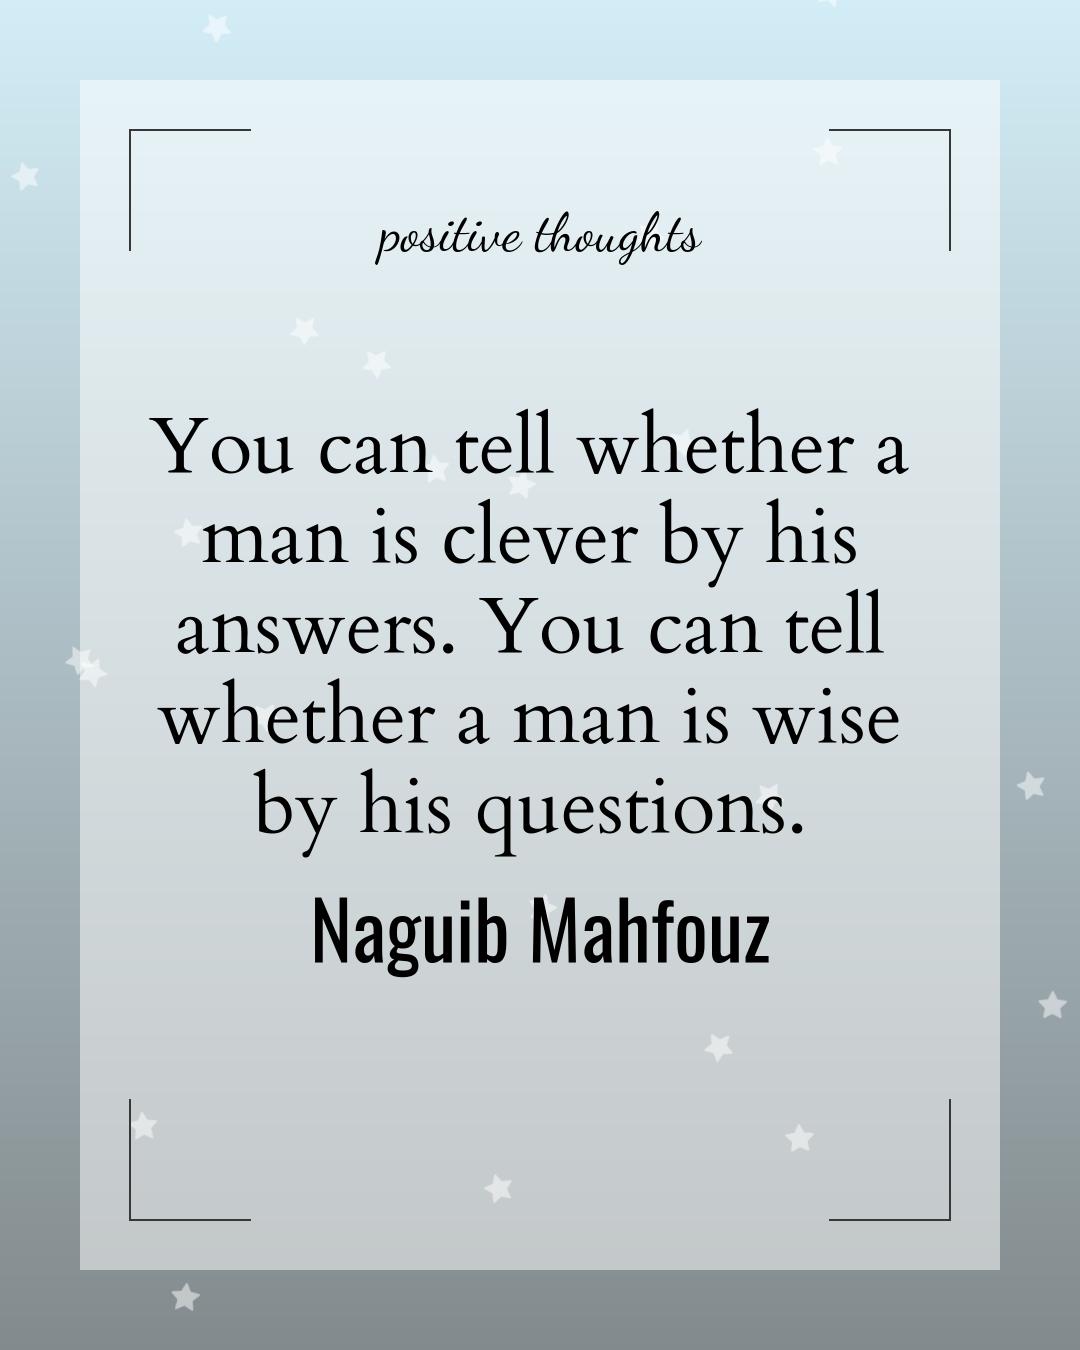 positive thoughts
You can tell whether a
man is clever by his
answers. You can tell
whether a man is wise
by his questions.
Naguib Mahfouz